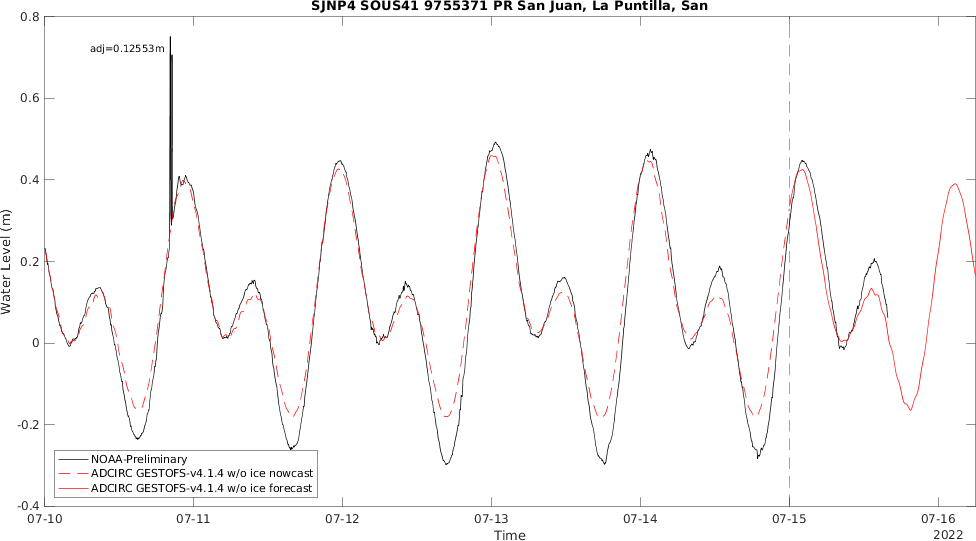 SJNP4 SOUS41 9755371 PR San Juan, La Puntilla, San
0.8
adj=0.12553m
0.6
0.4
0.2
0
-0.2
-0.4
Water Level (m)
NOAA-Preliminary
ADCIRC GESTOFS-v4.1.4 w/o ice nowcast
ADCIRC GESTOFS-v4.1.4 w/o ice forecast
07-10 07-11 07-12 07-13 07-14 07-15 07-16
Time
2022